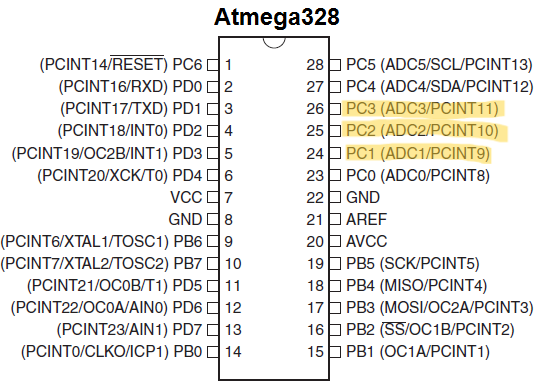 Atmega328
(PCINT14/RESET) PC6 1 28 PC5 (ADC5/SCL/PCINT13)
(PCINT16/RXD) PD0 2 27 PC4 (ADC4/SDA/PCINT12)
(PCINT17/TXD) PD1 3 26 PC3 (ADC3/PCINT11)
(PCINT18/INT0) PD2 4 25 PC2 (ADC2/PCINT10)
(PCINT19/OC2B/INT1) PD3 5 24 PC1 (ADC1/PCINT9)
(PCINT20/XCK/T0) PD4 6 23 PC0 (ADC0/PCINT8)
VCC 7 22 GND
GND 8 21 AREF
(PCINT6/XTAL1/TOSC1) PB6 9 20 AVCC
(PCINT7/XTAL2/TOSC2) PB7 10 19 PB5 (SCK/PCINT5)
(PCINT21/OC0B/T1) PD5 11 18 PB4 (MISO/PCINT4)
(PCINT22/OC0A/AIN0) PD6 12 17 PB3 (MOSI/OC2A/PCINT3)
(PCINT23/AIN1) PD7 13 16 PB2 (SS/OC1B/PCINT2)
(PCINT0/CLKO/ICP1) PB0 14 15 PB1 (OC1A/PCINT1)